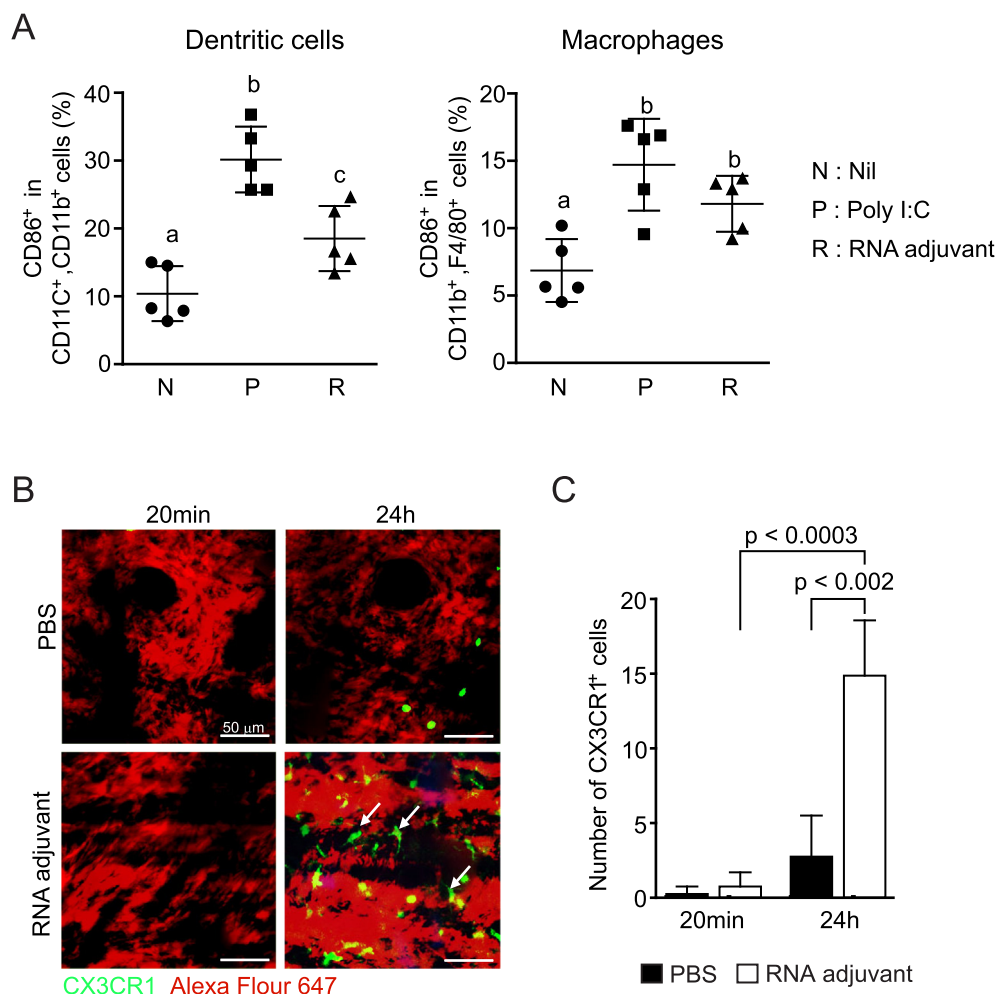 A
Dentritic cells
Macrophages
CD86+ in
CD11C+,CD11b+ cells (%)
40
30
20
10
0
a
b
c
N P R
CD86+ in
CD11b+,F4/80+ cells (%)
20
15
10
5
0
a
b
b
N P R
N : Nil
P : Poly I:C
R : RNA adjuvant
B
20min 24h
PBS
50 µm
RNA adjuvant
CX3CR1 Alexa Flour 647
C
p < 0.0003
p < 0.002
Number of CX3CR1+ cells
20
15
10
5
0
20min 24h
PBS RNA adjuvant